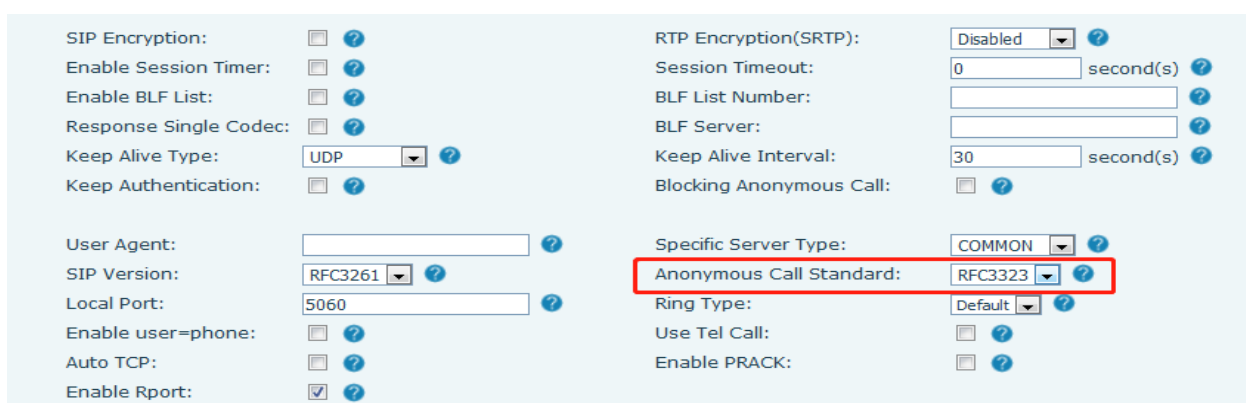 SIP Encryption: RTP Encryption(SRTP): Disabled
Enable Session Timer: Session Timeout: 0 second(s)
Enable BLF List: BLF List Number:
Response Single Codec: BLF Server:
Keep Alive Type: UDP Keep Alive Interval: 30 second(s)
Keep Authentication: Blocking Anonymous Call:
User Agent: Specific Server Type: COMMON
SIP Version: RFC3261 Anonymous Call Standard: RFC3323
Local Port: 5060 Ring Type: Default
Enable user=phone: Use Tel Call:
Auto TCP: Enable PRACK:
Enable Rport: